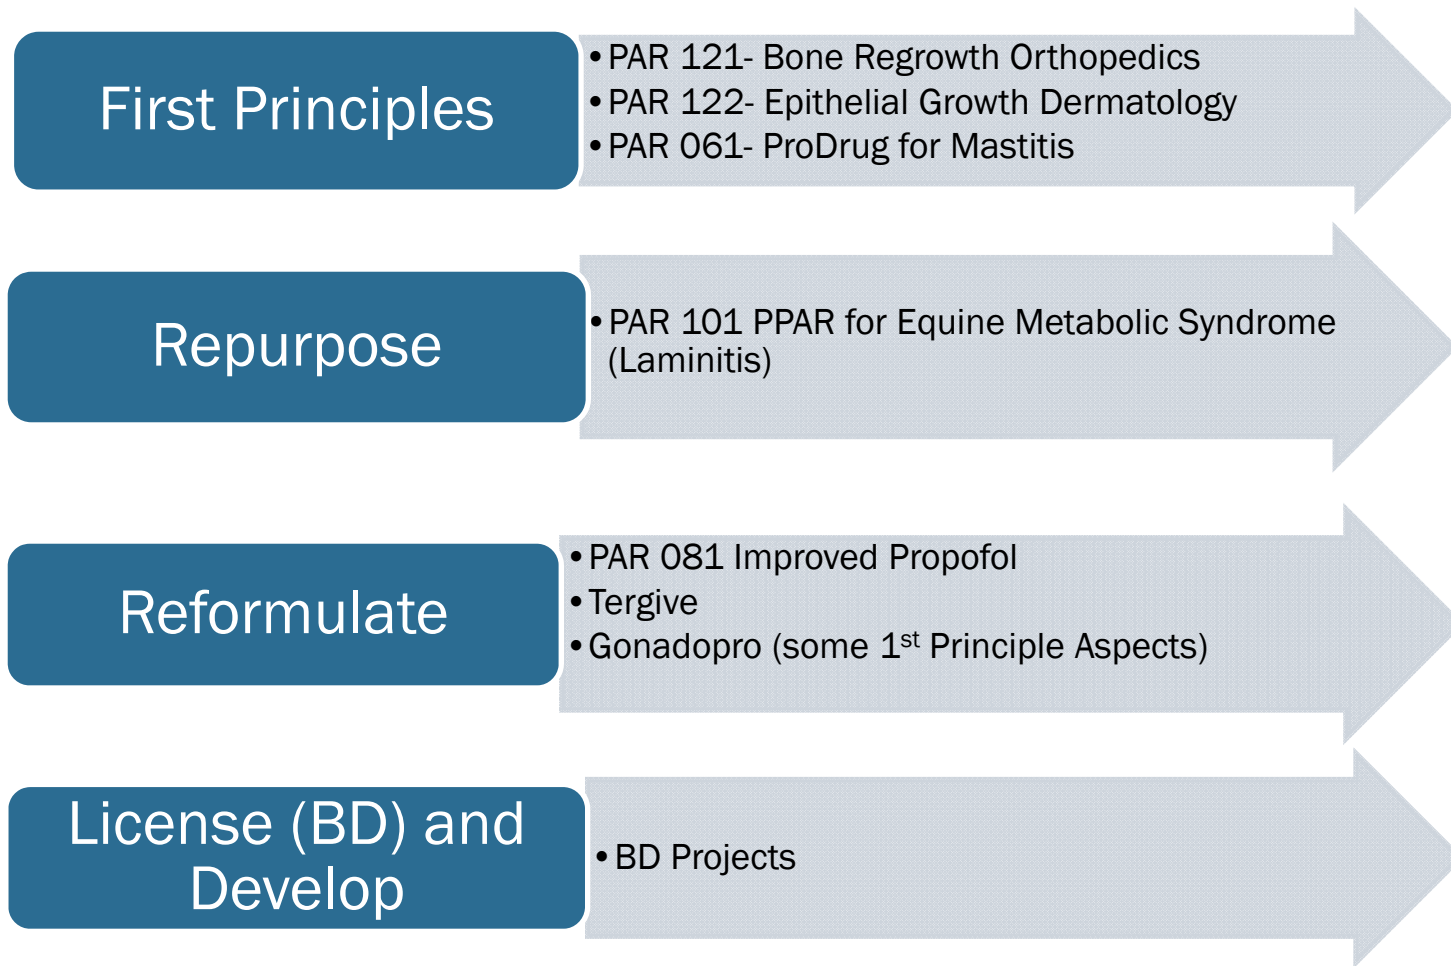 First Principles
•PAR 121- Bone Regrowth Orthopedics
•PAR 122- Epithelial Growth Dermatology
•PAR 061- ProDrug for Mastitis
Repurpose
•PAR 101 PPAR for Equine Metabolic Syndrome
(Laminitis)
Reformulate
•PAR 081 Improved Propofol
•Tergive
•Gonadopro (some 1st Principle Aspects)
License (BD) and
Develop
•BD Projects